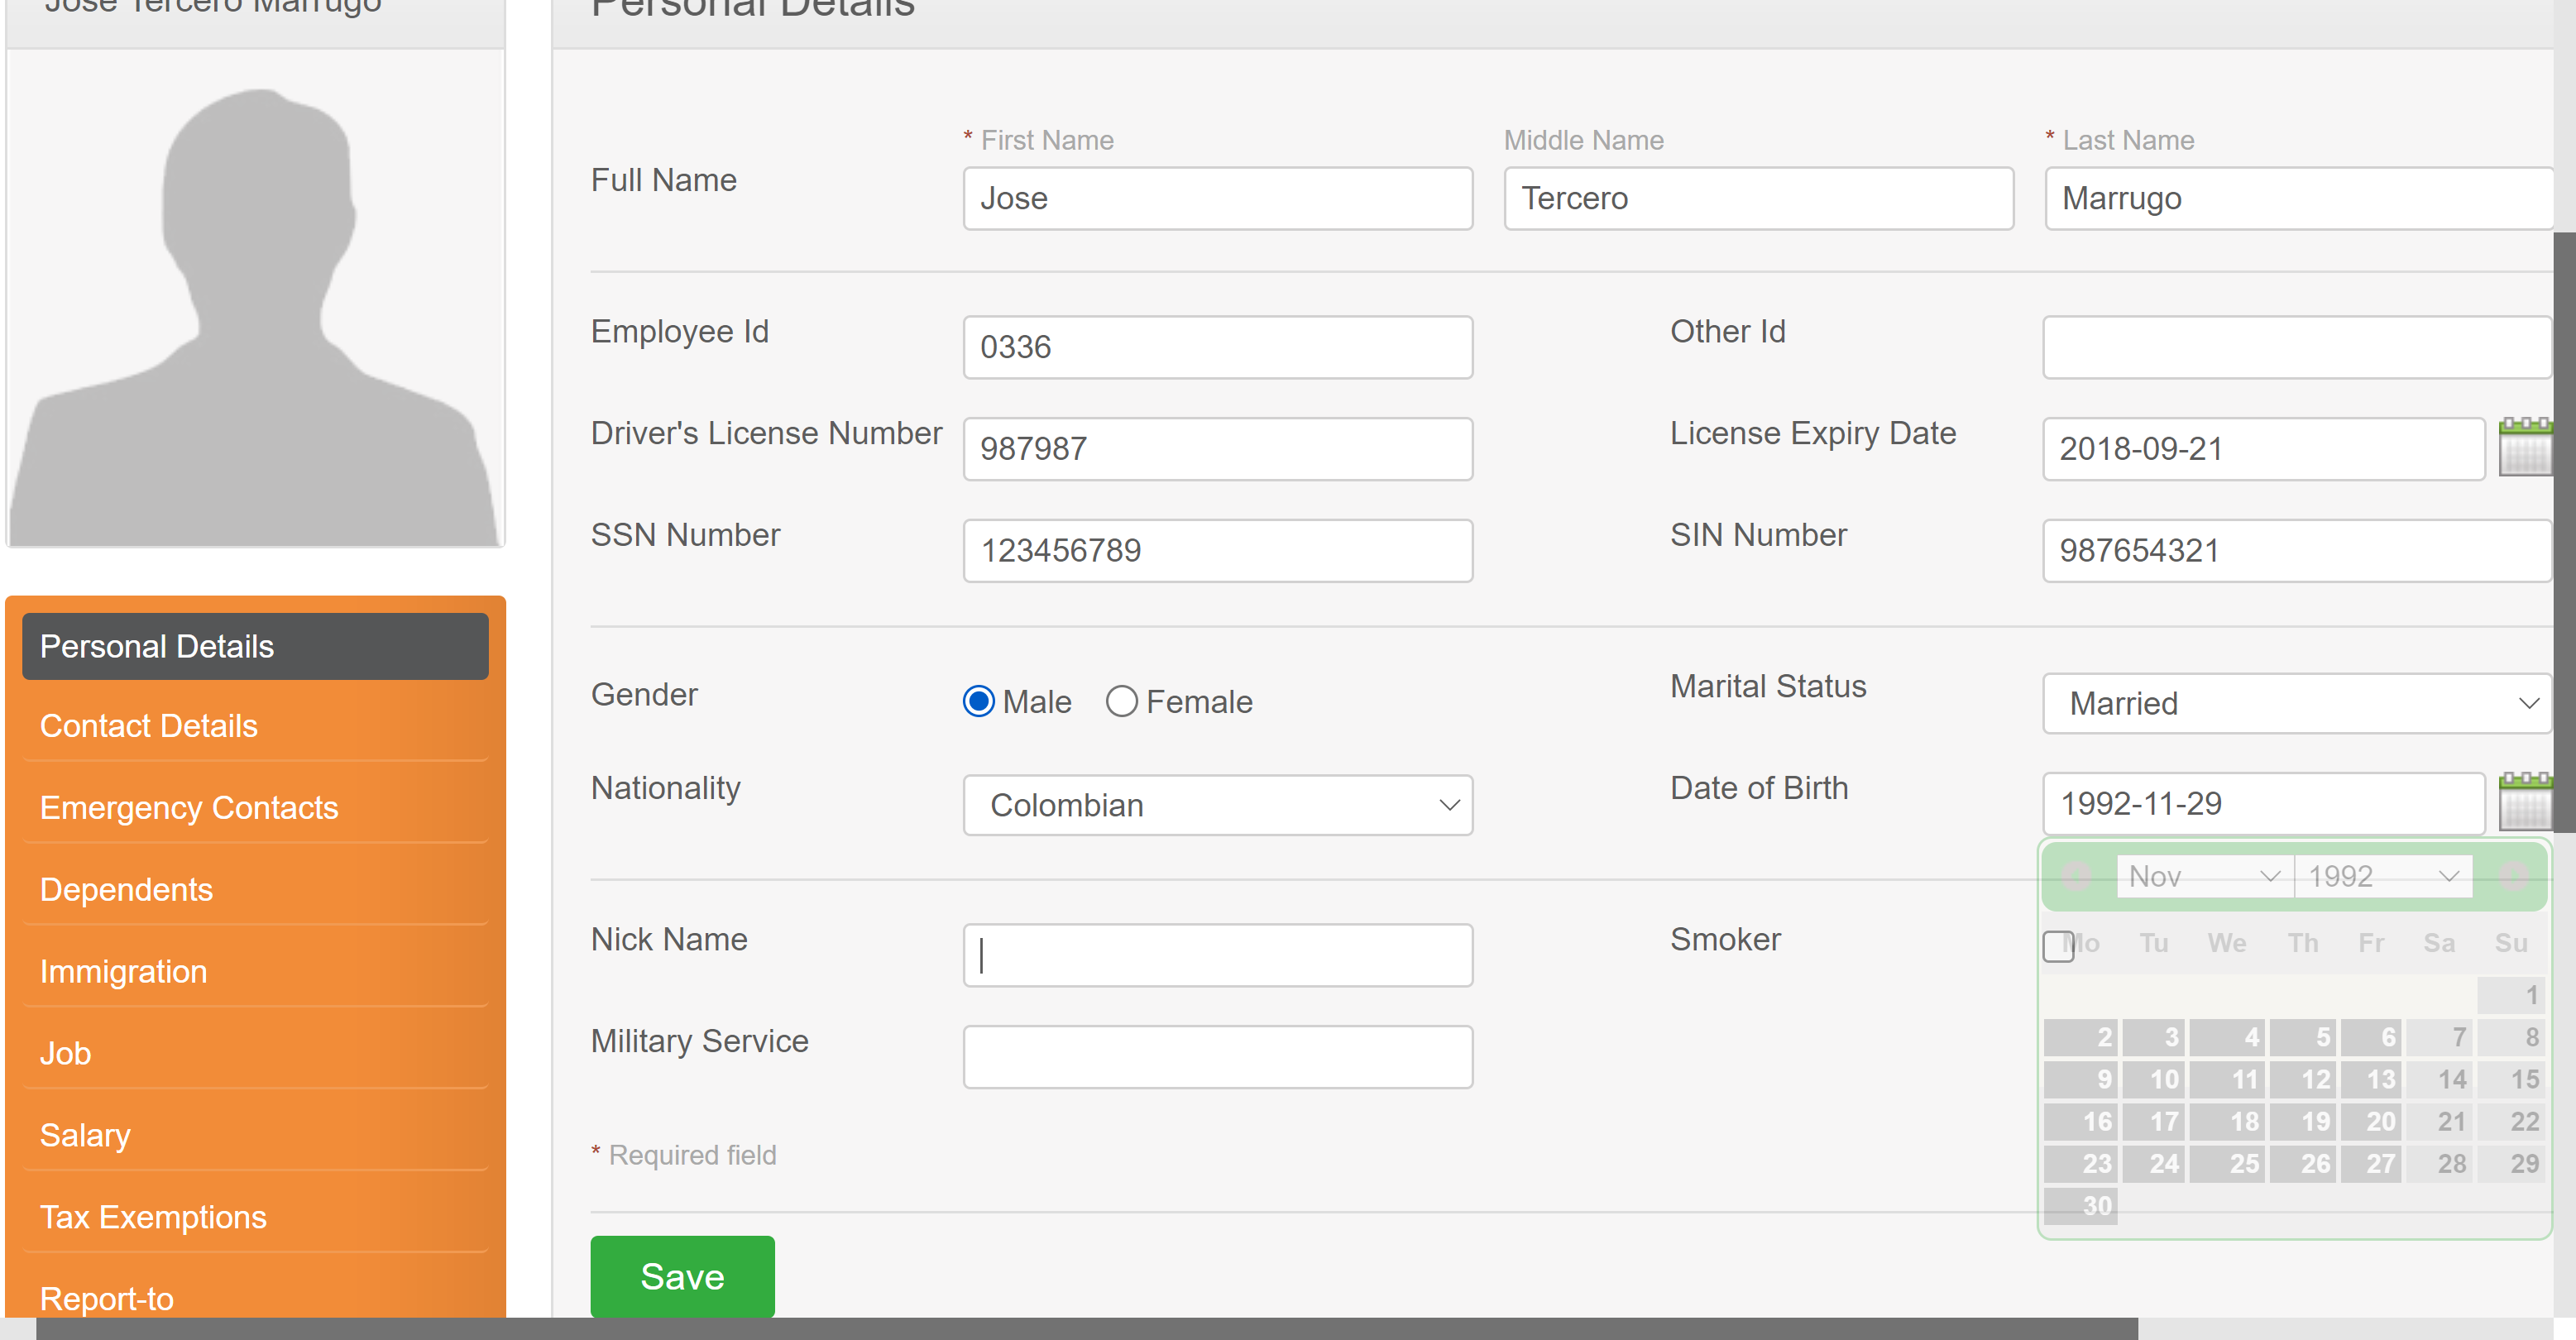 Jose Tercero Marrugo
Personal Details
* First Name
Middle Name
* Last Name
Full Name
Jose
Tercero
Marrugo
Employee Id
0336
Other Id
Driver's License Number
987987
License Expiry Date
2018-09-21
SSN Number
123456789
SIN Number
987654321
Gender
Male
Female
Marital Status
Married
Nationality
Colombian
Date of Birth
1992-11-29
Nov
1992
Mo Tu We Th Fr Sa Su
1
2 3 4 5 6 7 8
9 10 11 12 13 14 15
16 17 18 19 20 21 22
23 24 25 26 27 28 29
30
Nick Name
Smoker
Military Service
* Required field
Save
Personal Details
Contact Details
Emergency Contacts
Dependents
Immigration
Job
Salary
Tax Exemptions
Report-to